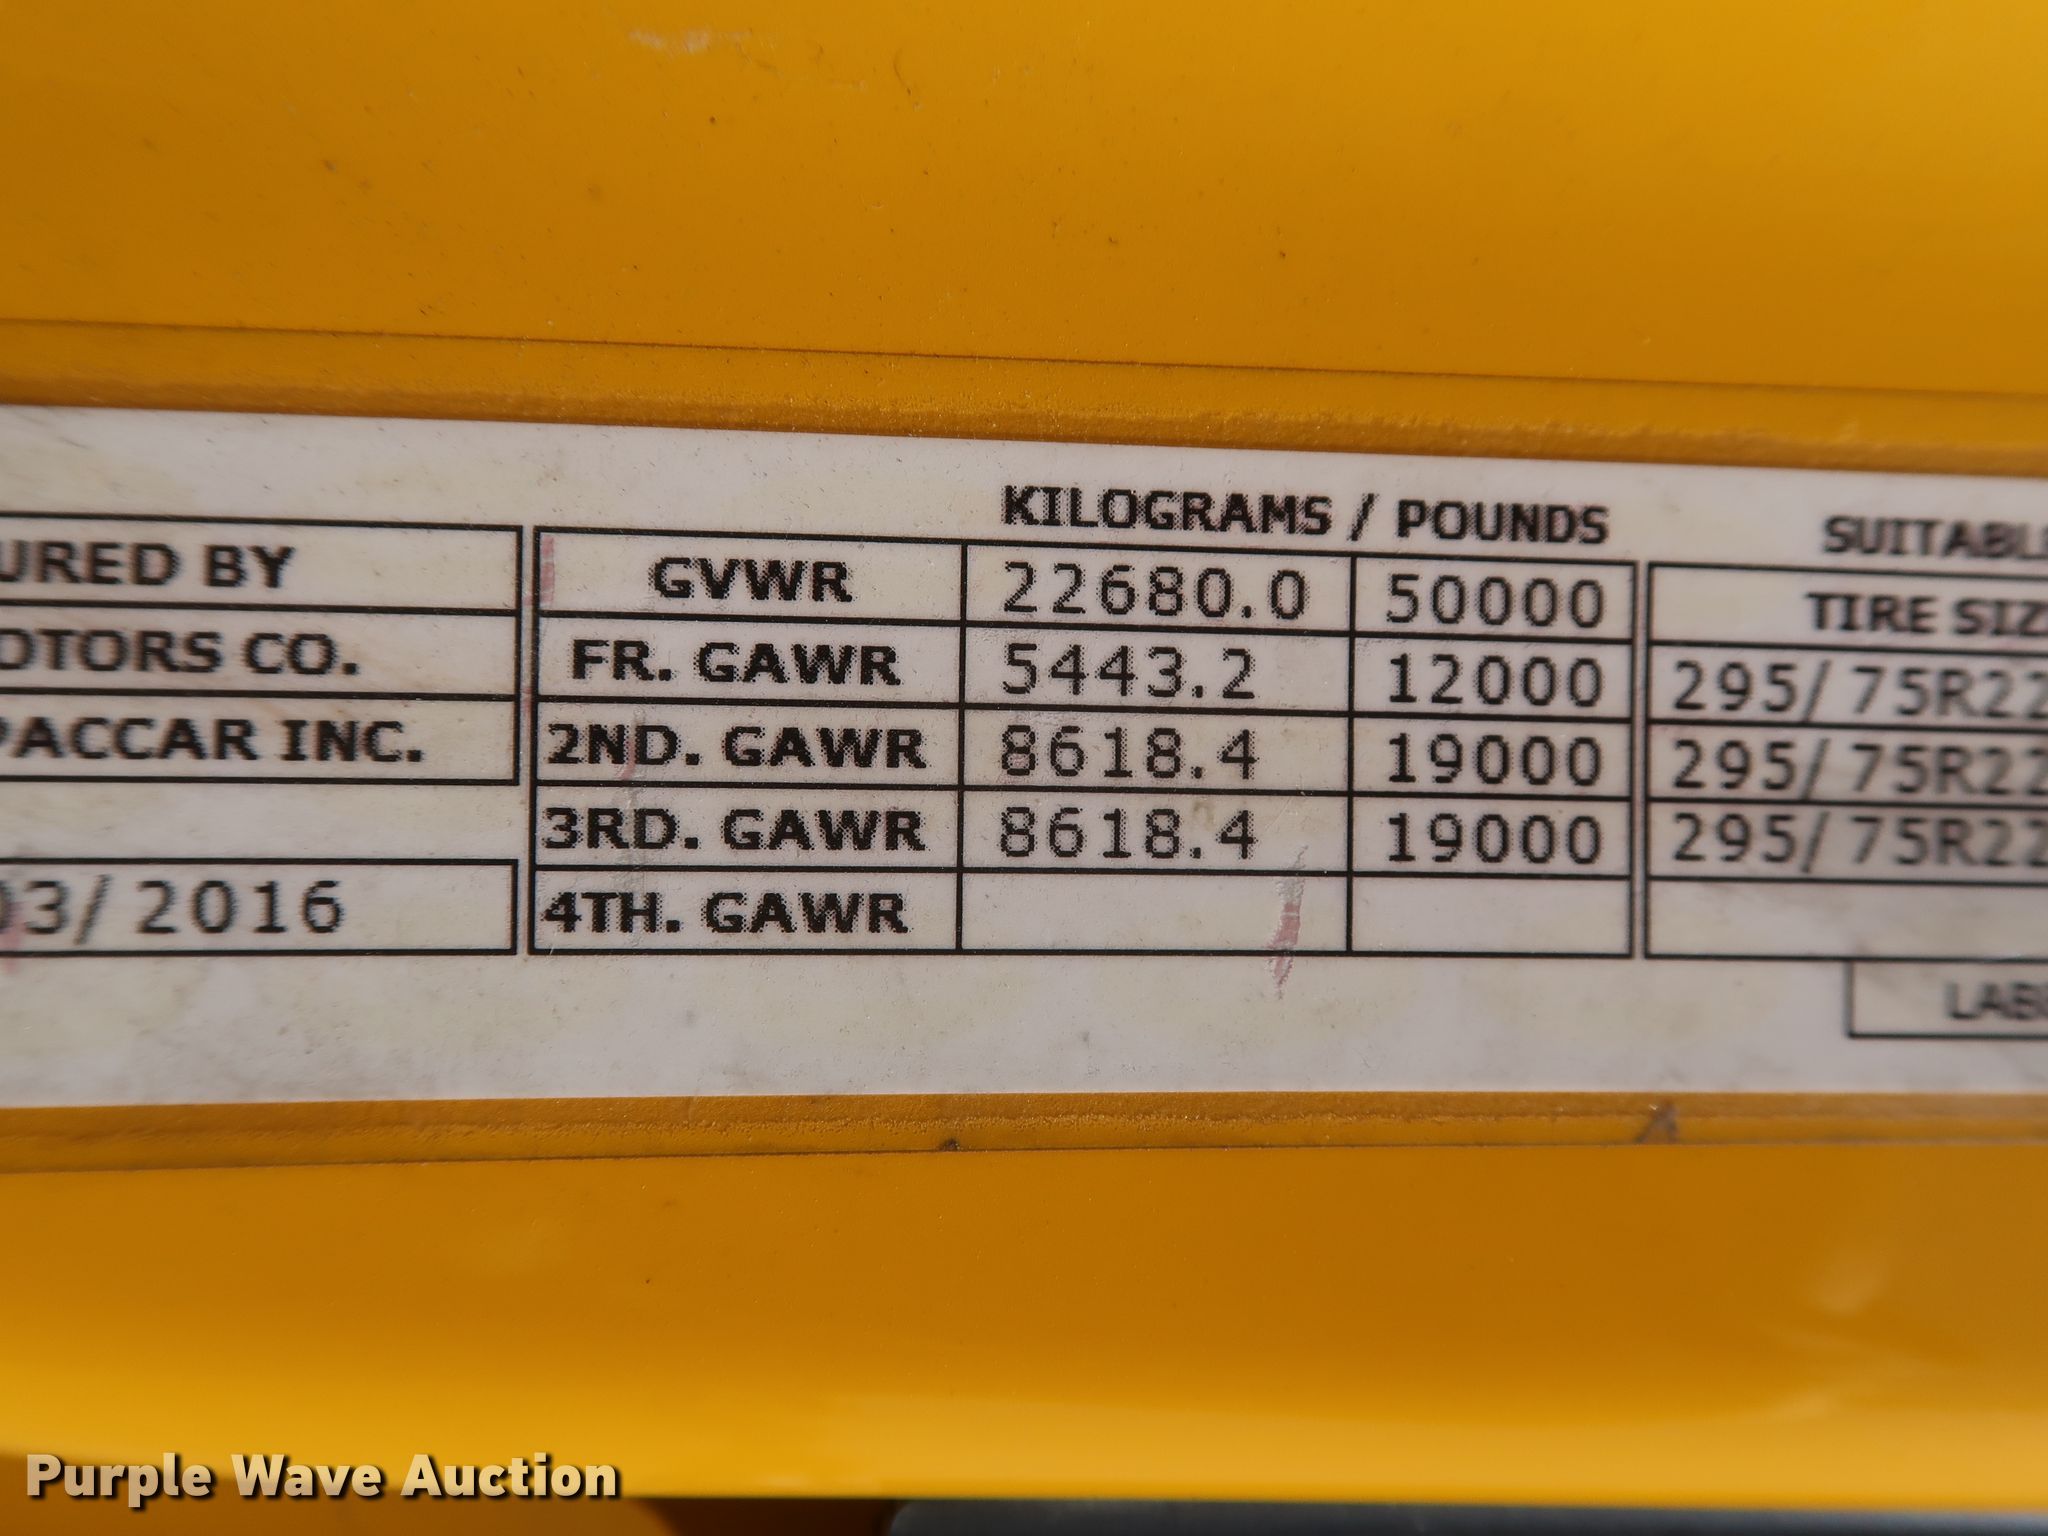 KILOGRAMS / POUNDS
SUITABLE
URED BY
GVWR 22680.0 50000
TIRE SIZ
OTORS CO.
FR. GAWR 5443.2 12000 295/75R22
PACCAR INC.
2ND. GAWR 8618.4 19000 295/75R22
3RD. GAWR 8618.4 19000 295/75R22
03/2016
4TH. GAWR
LAB
Purple Wave Auction